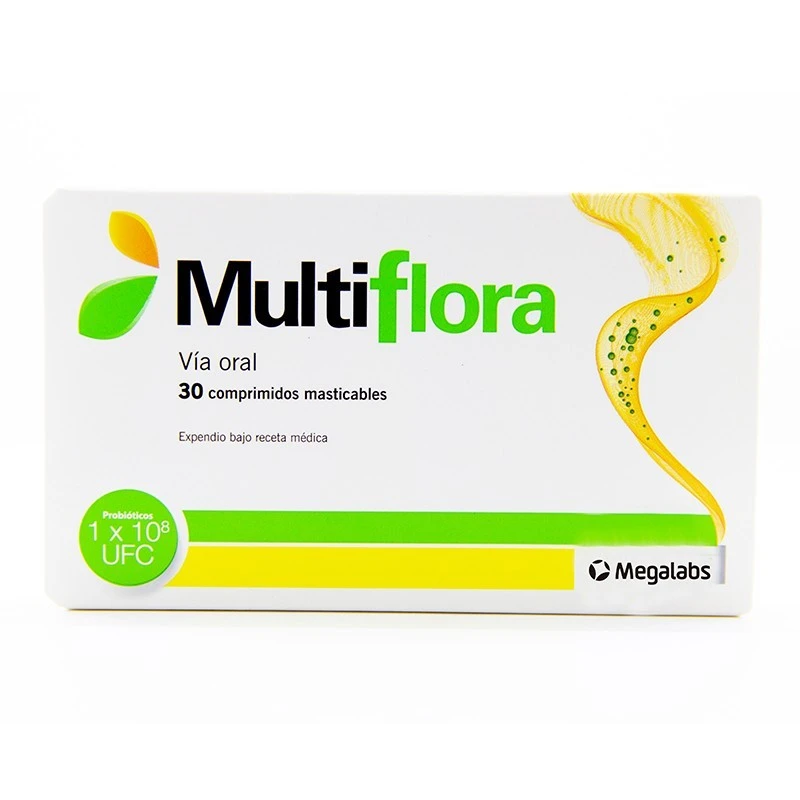 Multiflora
Vía oral
30 comprimidos masticables
Expendio bajo receta médica
Probióticos
1 x 10⁸
UFC
Megalabs